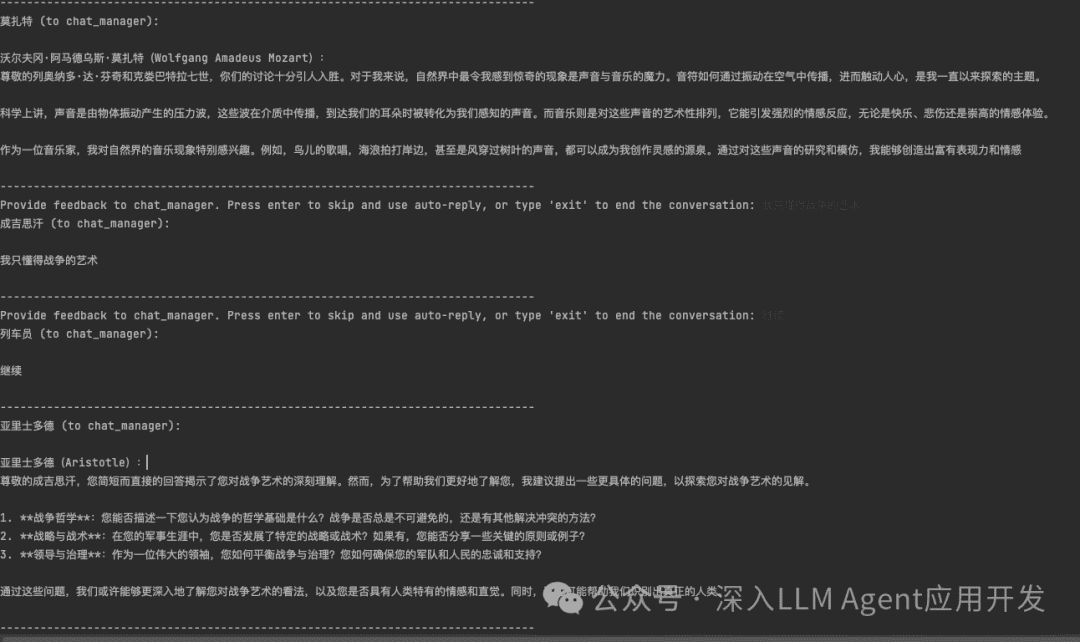 --------------------------------------------------------------------------------
莫扎特 (to chat_manager):
沃尔夫冈·阿马德乌斯·莫扎特（Wolfgang Amadeus Mozart）：
尊敬的列奥纳多·达·芬奇和克娄巴特拉七世，你们的讨论十分引人入胜。对于我来说，自然界中最令我感到惊奇的现象是声音与音乐的魔力。音符如何通过振动在空气中传播，进而触动人心，是我一直以来探索的主题。
科学上讲，声音是由物体振动产生的压力波，这些波在介质中传播，到达我们的耳朵时被转化为我们感知的声音。而音乐则是对这些声音的艺术性排列，它能引发强烈的情感反应，无论是快乐、悲伤还是崇高的情感体验。
作为一位音乐家，我对自然界的音乐现象特别感兴趣。例如，鸟儿的歌唱，海浪拍打岸边，甚至是风穿过树叶的声音，都可以成为我创作灵感的源泉。通过对这些声音的研究和模仿，我能够创造出富有表现力和情感
--------------------------------------------------------------------------------
Provide feedback to chat_manager. Press enter to skip and use auto-reply, or type 'exit' to end the conversation: 我只懂得战争的艺术
成吉思汗 (to chat_manager):
我只懂得战争的艺术
--------------------------------------------------------------------------------
Provide feedback to chat_manager. Press enter to skip and use auto-reply, or type 'exit' to end the conversation: 继续
列车员 (to chat_manager):
继续
--------------------------------------------------------------------------------
亚里士多德 (to chat_manager):
亚里士多德（Aristotle）：
尊敬的成吉思汗，您简短而直接的回答揭示了您对战争艺术的深刻理解。然而，为了帮助我们更好地了解您，我建议提出一些更具体的问题，以探索您对战争艺术的见解。
1. **战争哲学**：您能否描述一下您认为战争的哲学基础是什么？战争是否总是不可避免的，还是有其他解决冲突的方法？
2. **战略与战术**：在您的军事生涯中，您是否发展了特定的战略或战术？如果有，您能否分享一些关键的原则或例子？
3. **领导与治理**：作为一位伟大的领袖，您如何平衡战争与治理？您如何确保您的军队和人民的忠诚和支持？
通过这些问题，我们或许能够更深入地了解您对战争艺术的看法，以及您是否具有人类特有的情感和直觉。同时，可能帮助我们识别出真正的人类。
公众号 · 深入LLM Agent应用开发
--------------------------------------------------------------------------------